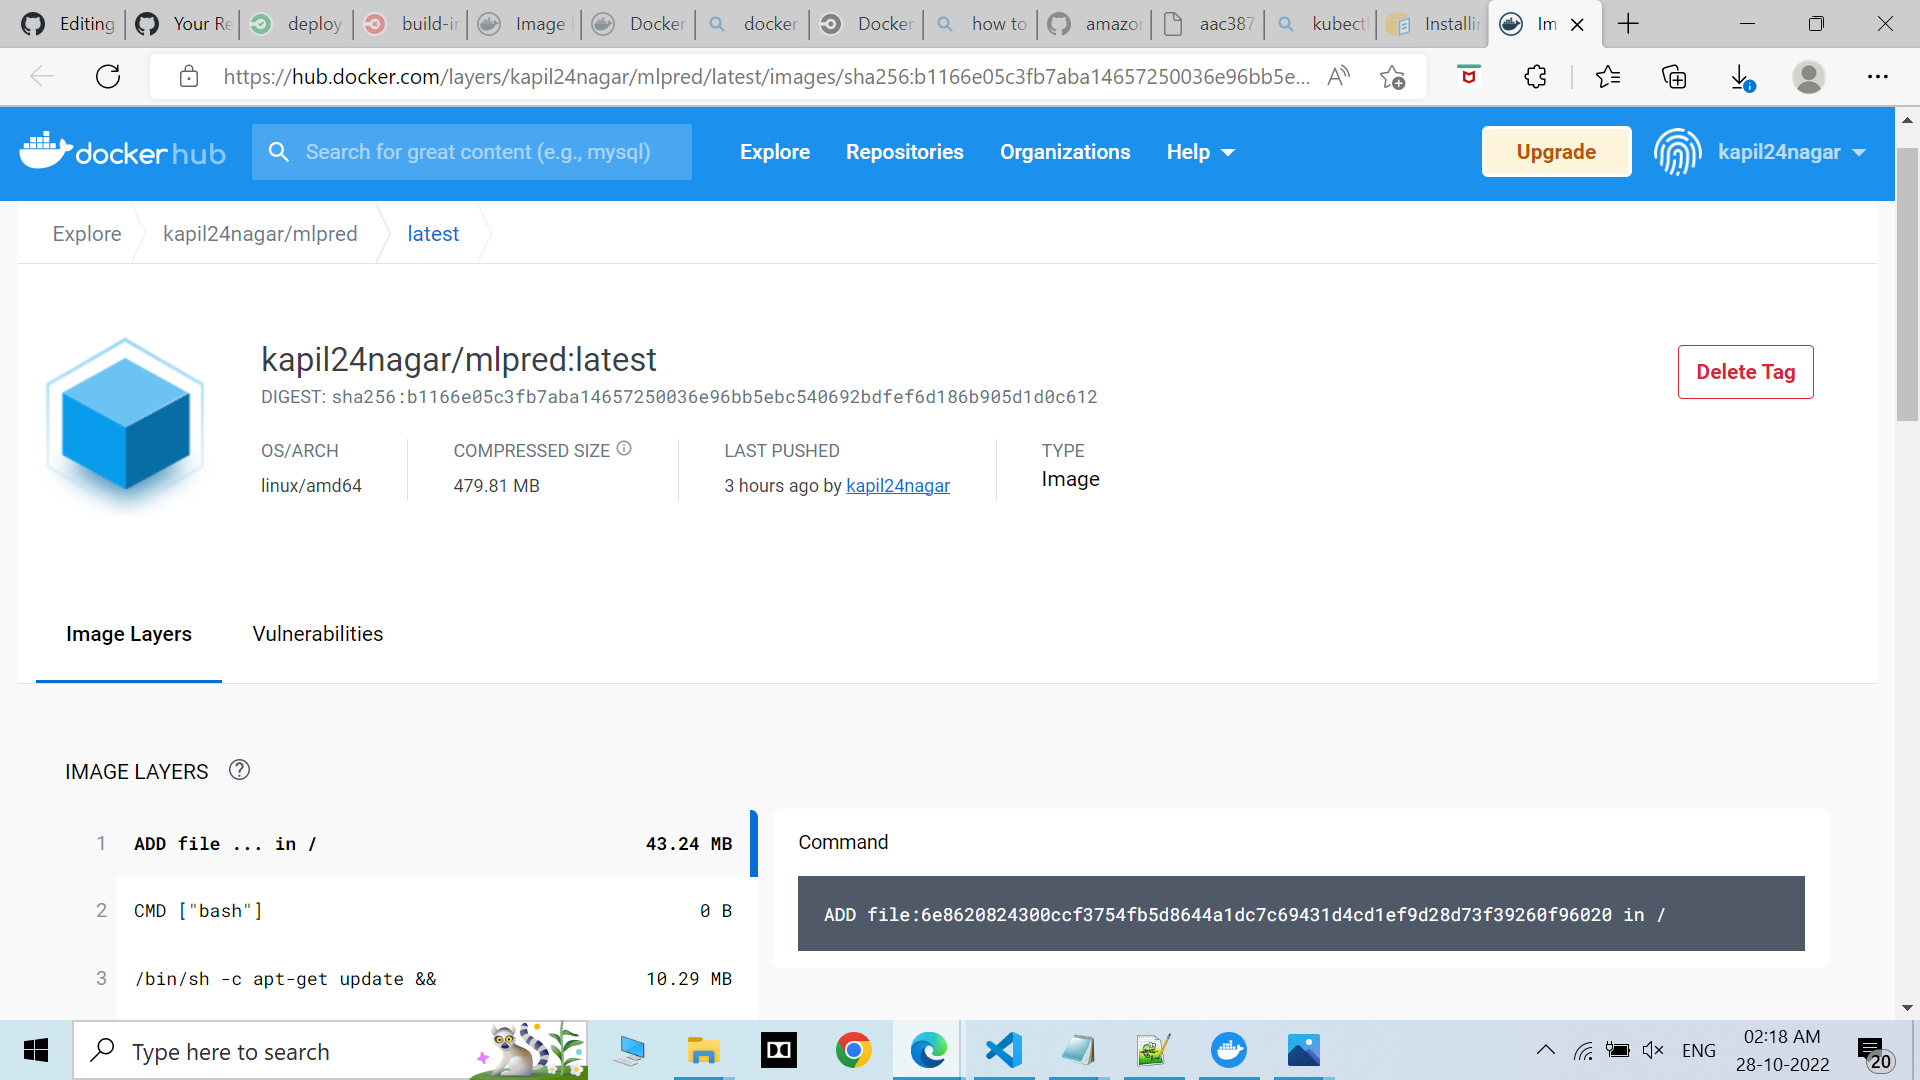 Editing
Your Re
deploy
build-in
Image
Docker
docker
Docker
how to
amazon
aac387
kubectl
Installin
Im
https://hub.docker.com/layers/kapil24nagar/mlpred/latest/images/sha256:b1166e05c3fb7aba14657250036e96bb5e...
docker hub
Search for great content (e.g., mysql)
Explore
Repositories
Organizations
Help
Upgrade
kapil24nagar
Explore
kapil24nagar/mlpred
latest
kapil24nagar/mlpred:latest
Delete Tag
DIGEST: sha256:b1166e05c3fb7aba14657250036e96bb5ebc540692bdfef6d186b905d1d0c612
OS/ARCH
COMPRESSED SIZE
LAST PUSHED
TYPE
linux/amd64
479.81 MB
3 hours ago by kapil24nagar
Image
Image Layers
Vulnerabilities
IMAGE LAYERS
1 ADD file ... in / 43.24 MB
Command
ADD file:6e8620824300ccf3754fb5d8644a1dc7c69431d4cd1ef9d28d73f39260f96020 in /
2 CMD ["bash"] 0 B
3 /bin/sh -c apt-get update && 10.29 MB
Type here to search
ENG
02:18 AM
28-10-2022
20